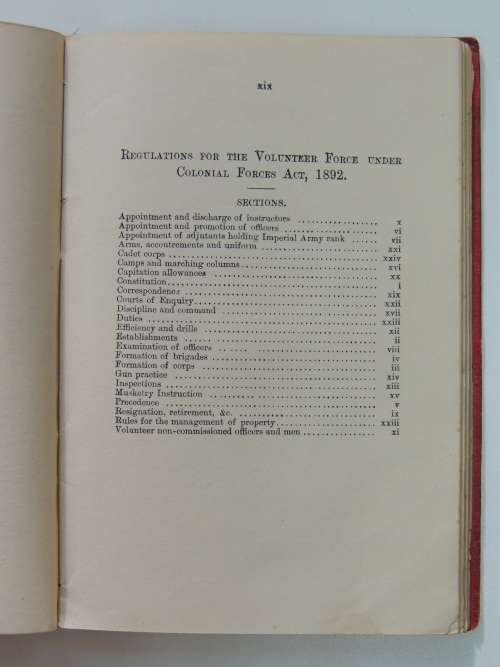 xix
REGULATIONS FOR THE VOLUNTEER FORCE UNDER
COLONIAL FORCES ACT, 1892.
SECTIONS.
Appointment and discharge of instructors .................. x
Appointment and promotion of officers ..................... vi
Appointment of adjutants holding Imperial Army rank ...... vii
Arms, accoutrements and uniform ........................... xxi
Cadet corps ............................................... xxiv
Camps and marching columns ................................ xvi
Capitation allowances ..................................... xx
Constitution .............................................. i
Correspondence ............................................ xix
Courts of Enquiry ......................................... xxii
Discipline and command .................................... xvii
Duties .................................................... xxiii
Efficiency and drills ..................................... xii
Establishments ............................................ ii
Examination of officers ................................... viii
Formation of brigades ..................................... iv
Formation of corps ........................................ iii
Gun practice .............................................. xiv
Inspections ............................................... xiii
Musketry Instruction ...................................... xv
Precedence ................................................ v
Resignation, retirement, &c. .............................. ix
Rules for the management of property ...................... xxiii
Volunteer non-commissioned officers and men ............... xi